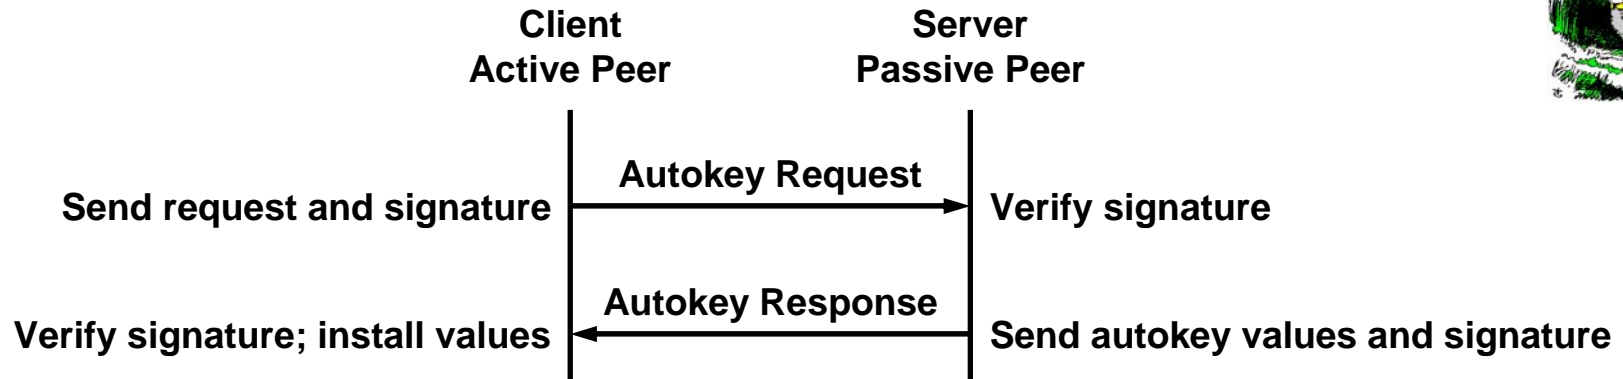 Client
Active Peer
Server
Passive Peer
Autokey Request
Send request and signature
Verify signature
Autokey Response
Verify signature; install values
Send autokey values and signature